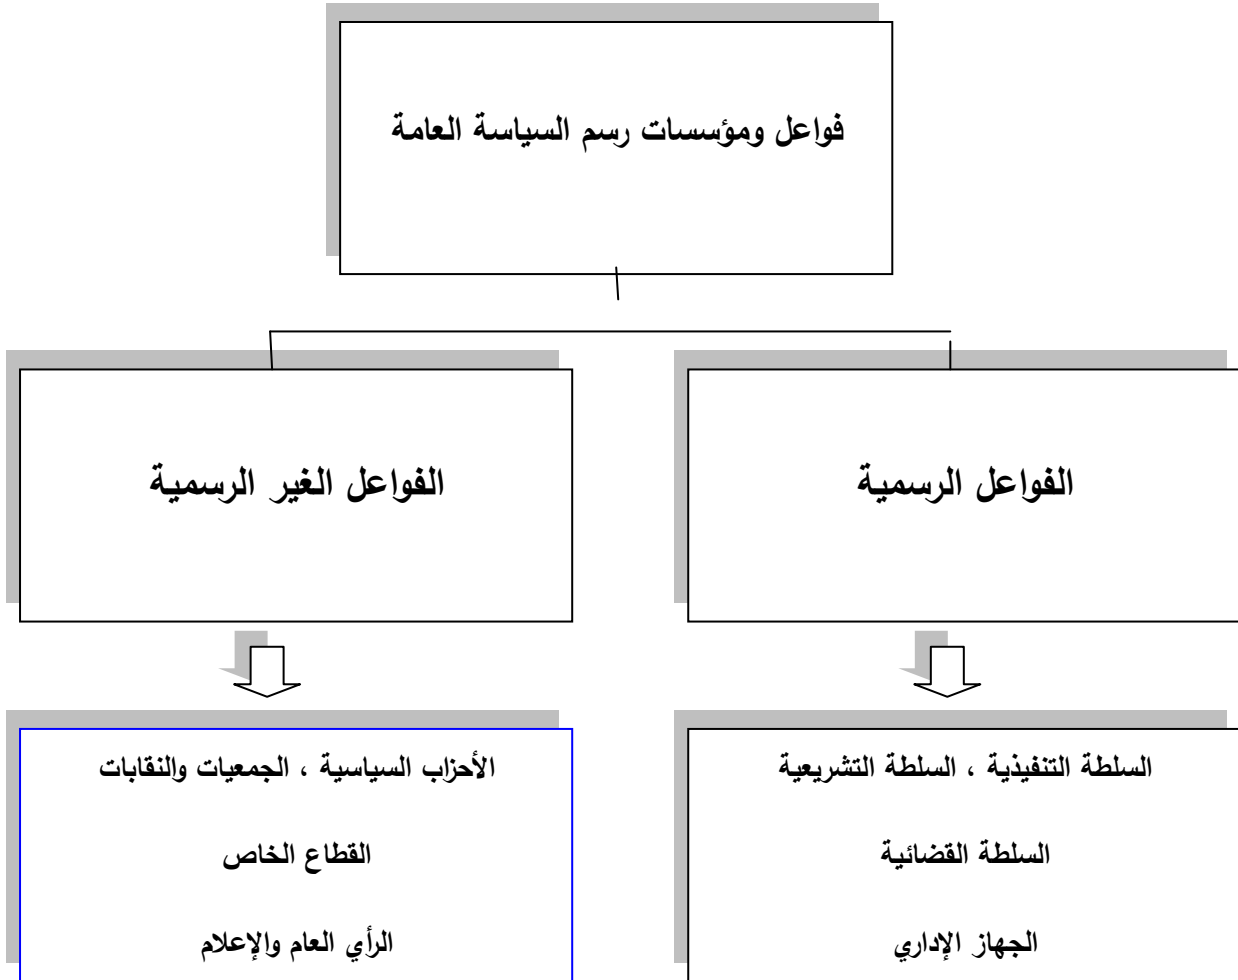 فواعل ومؤسسات رسم السياسة العامة
الفواعل الرسمية
الفواعل الغير الرسمية
السلطة التنفيذية ، السلطة التشريعية
السلطة القضائية
الجهاز الإداري
الأحزاب السياسية ، الجمعيات والنقابات
القطاع الخاص
الرأي العام والإعلام